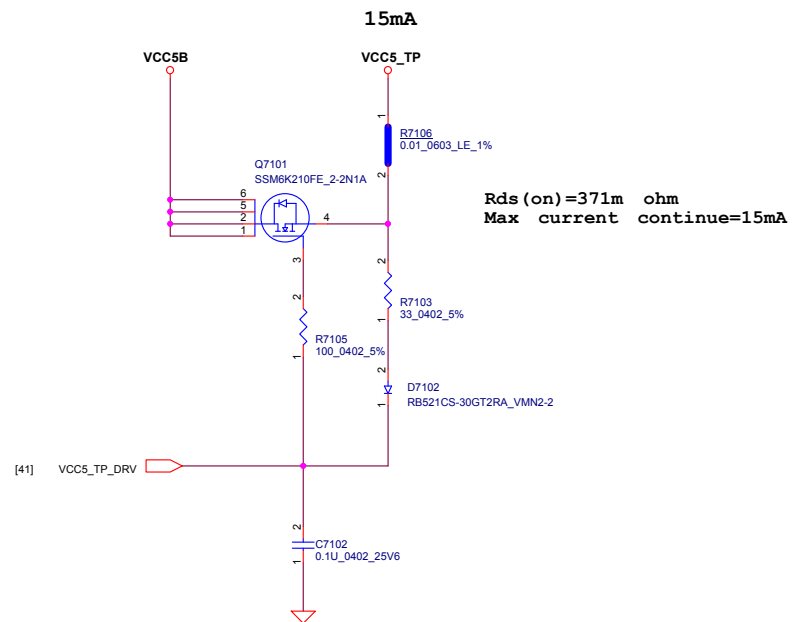 15mA
VCC5B
VCC5_TP
1
R7106
0.01_0603_LE_1%
2
Q7101
SSM6K210FE_2-2N1A
6
5
2
1
4
3
Rds(on)=371m ohm
Max current continue=15mA
2
R7103
33_0402_5%
1
2
R7105
100_0402_5%
1
2
D7102
RB521CS-30GT2RA_VMN2-2
1
[41] VCC5_TP_DRV
2
C7102
0.1U_0402_25V6
1